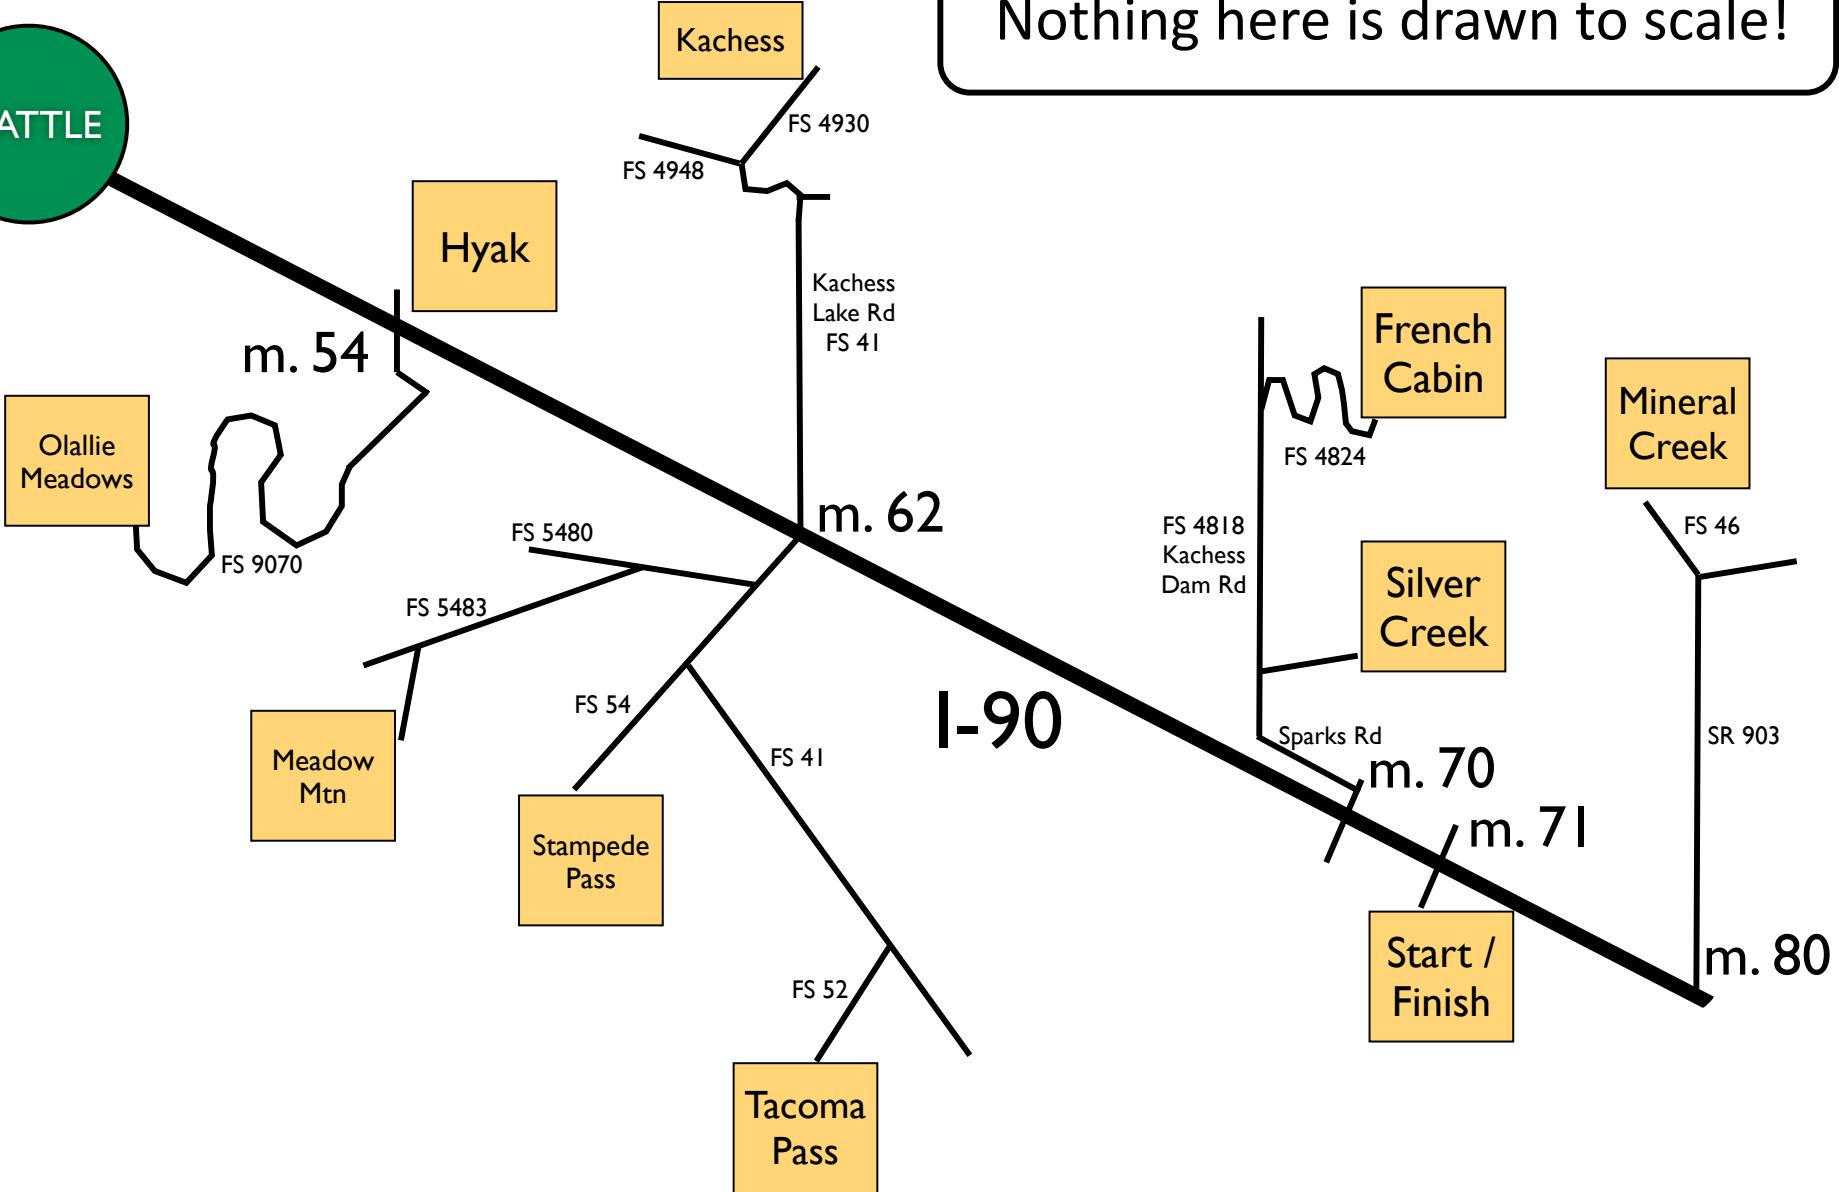 Nothing here is drawn to scale!
Kachess
ATTLE
FS 4930
FS 4948
Hyak
Kachess
Lake Rd
FS 41
m. 54
French
Cabin
Mineral
Creek
Olallie
Meadows
FS 4824
m. 62
FS 5480
FS 9070
FS 4818
Kachess
Dam Rd
FS 46
Silver
Creek
FS 5483
FS 54
I-90
Sparks Rd
SR 903
m. 70
Meadow
Mtn
FS 41
m. 71
Stampede
Pass
Start /
Finish
m. 80
FS 52
Tacoma
Pass